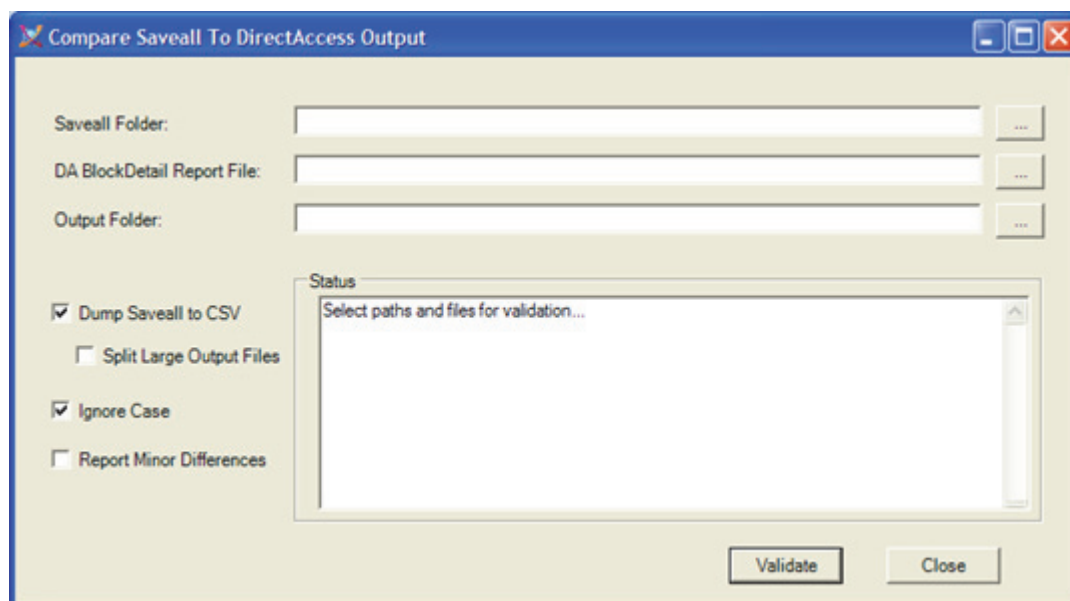 Compare Saveall To DirectAccess Output
Saveall Folder:
...
DA BlockDetail Report File:
...
Output Folder:
...
Status
Select paths and files for validation...
Dump Saveall to CSV
Split Large Output Files
Ignore Case
Report Minor Differences
Validate
Close